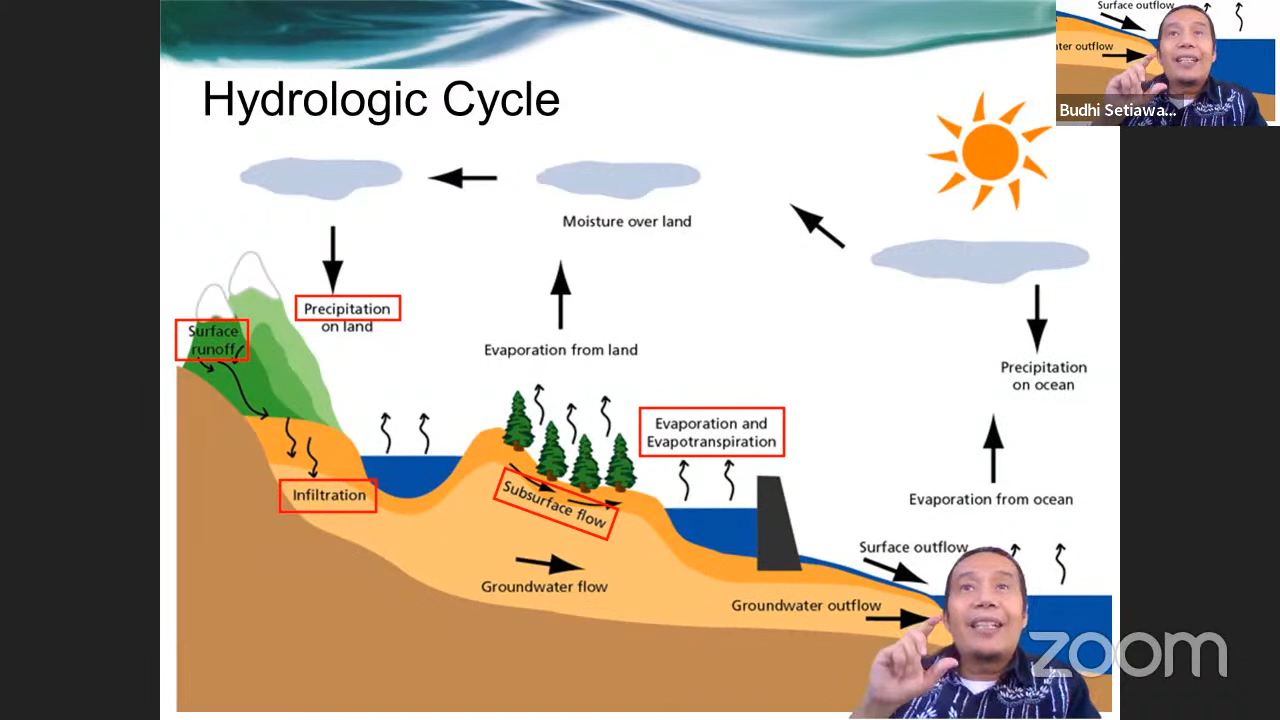 Surface outflow
ater outflow
Budhi Setiawa...
Hydrologic Cycle
Moisture over land
Precipitation
on land
Surface
runoff
Evaporation from land
Precipitation
on ocean
Evaporation and
Evapotranspiration
Infiltration
Subsurface flow
Evaporation from ocean
Surface outflow
Groundwater flow
Groundwater outflow
zoom